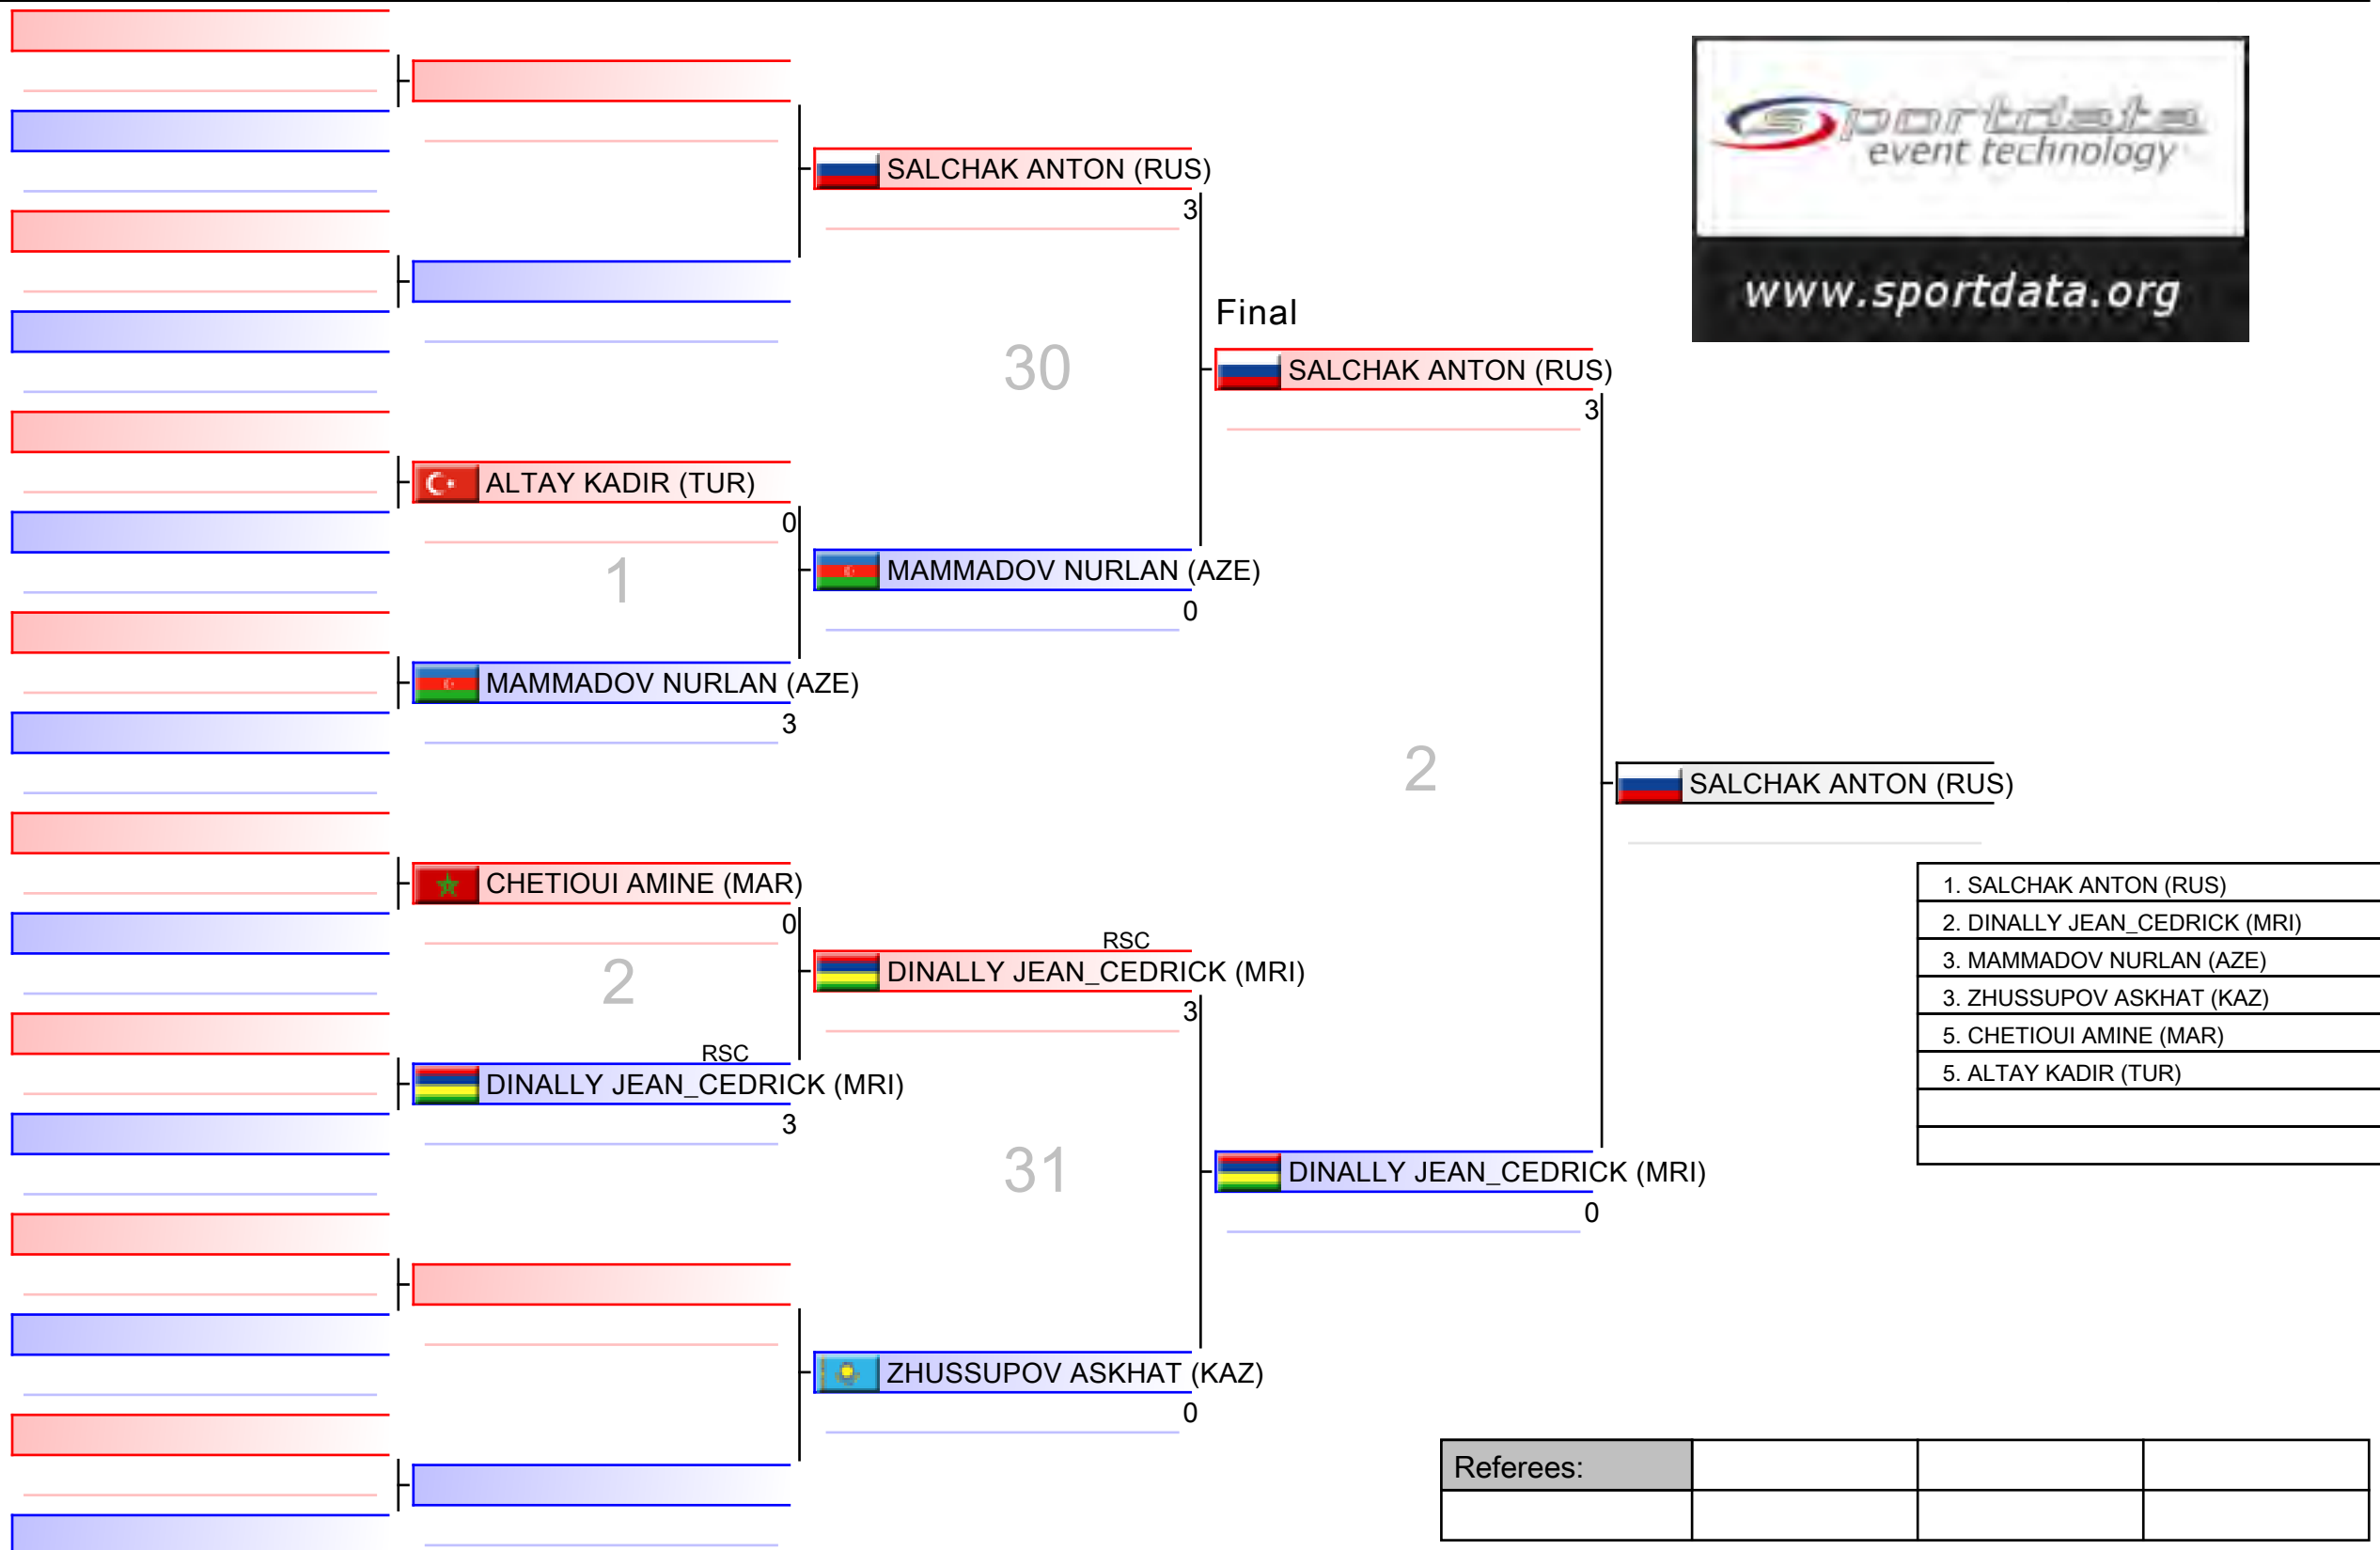 sportdata
event technology
www.sportdata.org
SALCHAK ANTON (RUS)
3
Final
30
SALCHAK ANTON (RUS)
3
ALTAY KADIR (TUR)
0
1
MAMMADOV NURLAN (AZE)
0
MAMMADOV NURLAN (AZE)
3
2
SALCHAK ANTON (RUS)
CHETIOUI AMINE (MAR)
0
2
RSC
DINALLY JEAN_CEDRICK (MRI)
3
RSC
DINALLY JEAN_CEDRICK (MRI)
3
31
DINALLY JEAN_CEDRICK (MRI)
0
ZHUSSUPOV ASKHAT (KAZ)
0
1. SALCHAK ANTON (RUS)
2. DINALLY JEAN_CEDRICK (MRI)
3. MAMMADOV NURLAN (AZE)
3. ZHUSSUPOV ASKHAT (KAZ)
5. CHETIOUI AMINE (MAR)
5. ALTAY KADIR (TUR)
Referees: